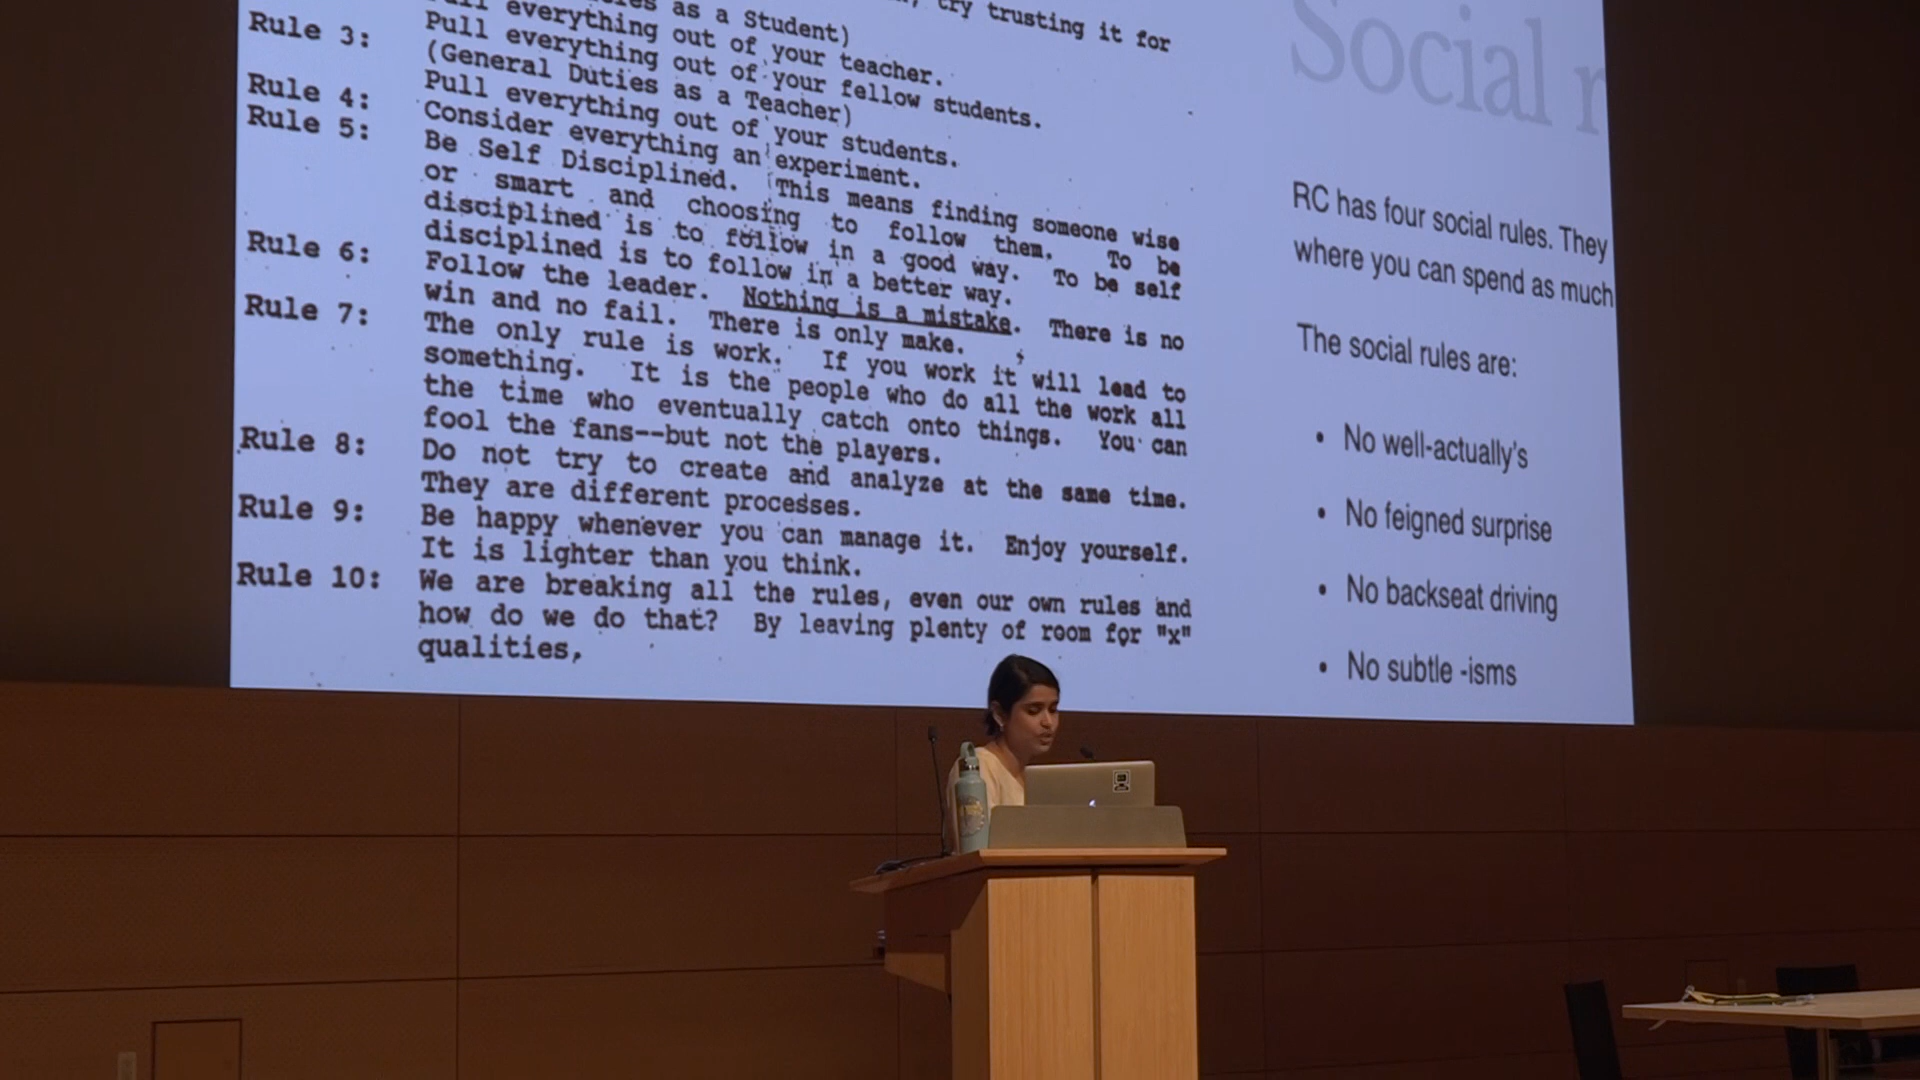 try trusting it for
as a Student)
Rule 3: Pull everything out of your teacher.
Pull everything out of your fellow students.
(General Duties as a Teacher)
Rule 4: Pull everything out of your students.
Rule 5: Consider everything an experiment.
Be Self Disciplined. This means finding someone wise
or smart and choosing to follow them. To be
disciplined is to follow in a good way. To be self
disciplined is to follow in a better way.
Rule 6: Follow the leader. Nothing is a mistake. There is no
win and no fail. There is only make.
Rule 7: The only rule is work. If you work it will lead to
something. It is the people who do all the work all
the time who eventually catch onto things. You can
fool the fans--but not the players.
Rule 8: Do not try to create and analyze at the same time.
They are different processes.
Rule 9: Be happy whenever you can manage it. Enjoy yourself.
It is lighter than you think.
Rule 10: We are breaking all the rules, even our own rules and
how do we do that? By leaving plenty of room for "x"
qualities,
Social r
RC has four social rules. They
where you can spend as much
The social rules are:
• No well-actually's
• No feigned surprise
• No backseat driving
• No subtle -isms